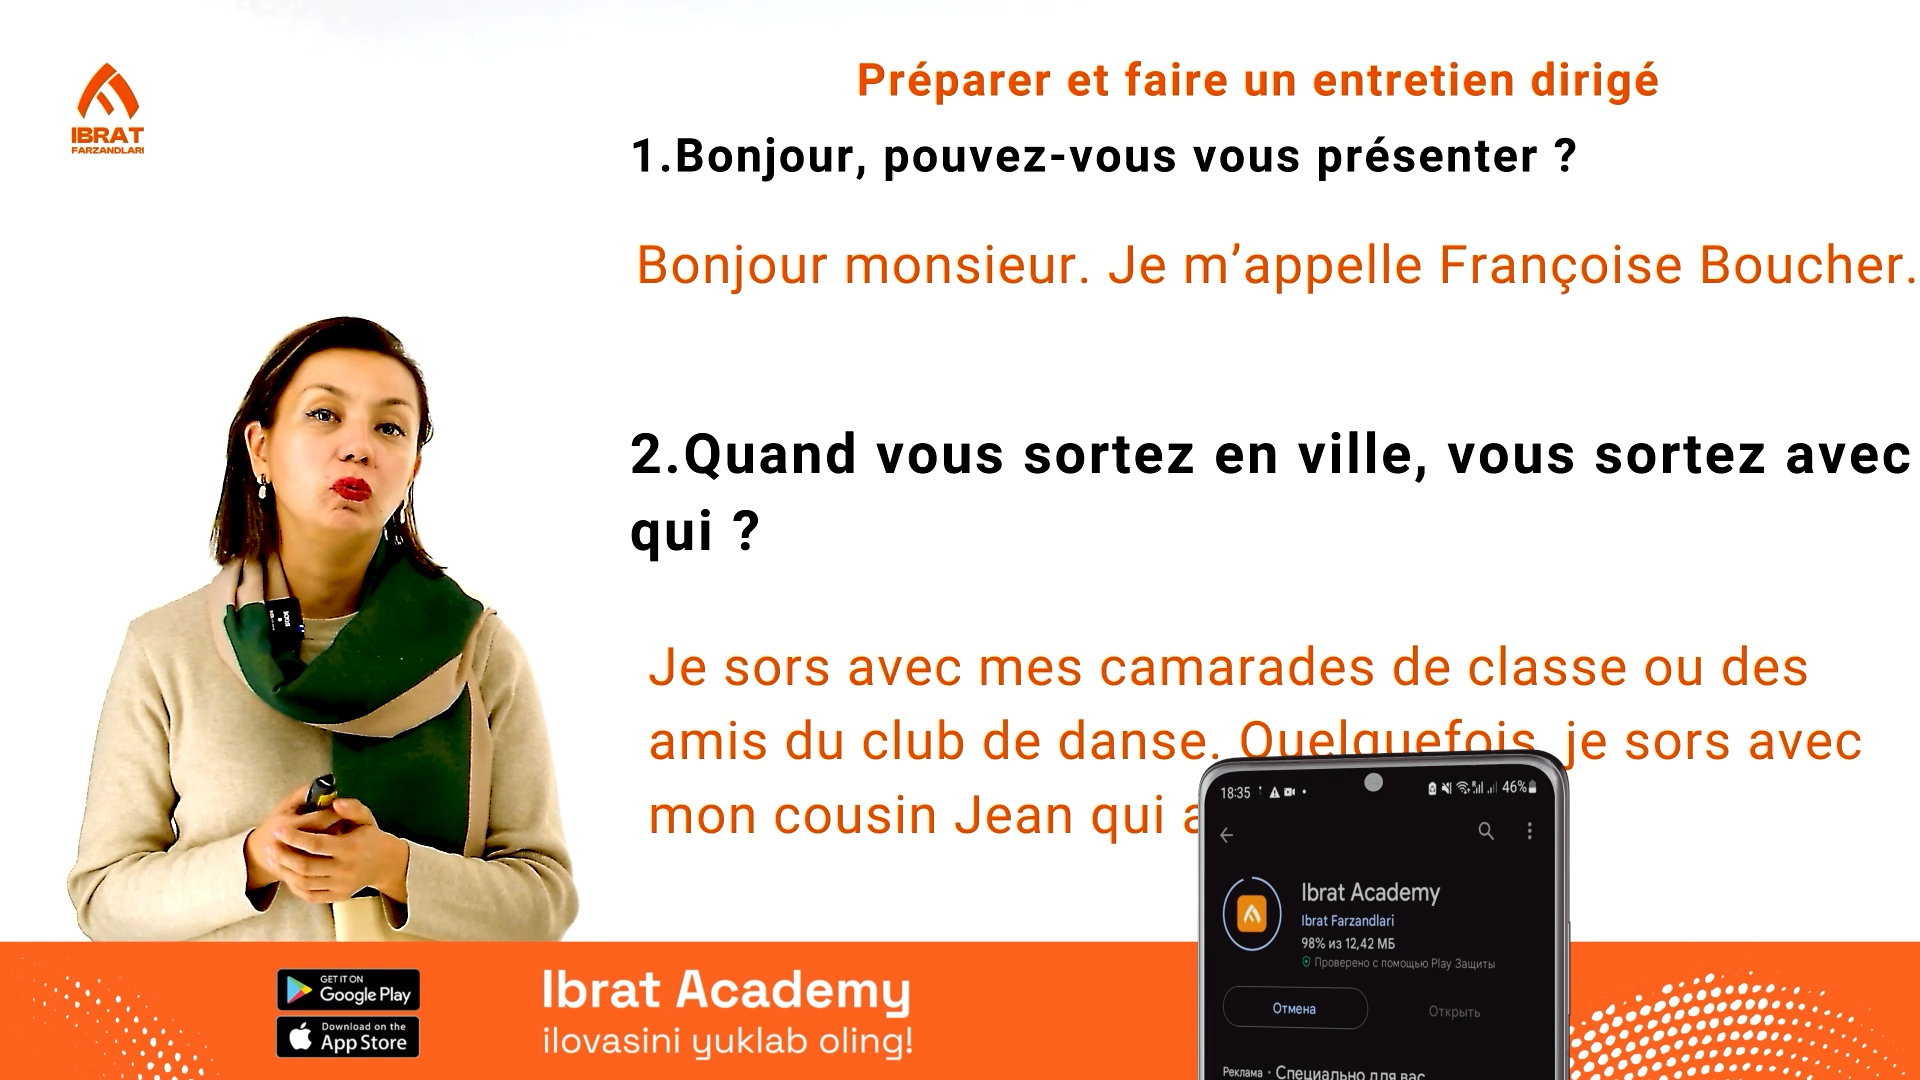 IBRAT
FARZANDLARI
Préparer et faire un entretien dirigé
1.Bonjour, pouvez-vous vous présenter ?
Bonjour monsieur. Je m’appelle Françoise Boucher.
2.Quand vous sortez en ville, vous sortez avec
qui ?
Je sors avec mes camarades de classe ou des
amis du club de danse. Quelquefois, je sors avec
mon cousin Jean qui
18:35
46%
Ibrat Academy
Ibrat Farzandlari
98% из 12,42 МБ
Проверено с помощью Play Защиты
Отмена
Открыть
Реклама · Специально для вас
GET IT ON
Google Play
Download on the
App Store
Ibrat Academy
ilovasini yuklab oling!